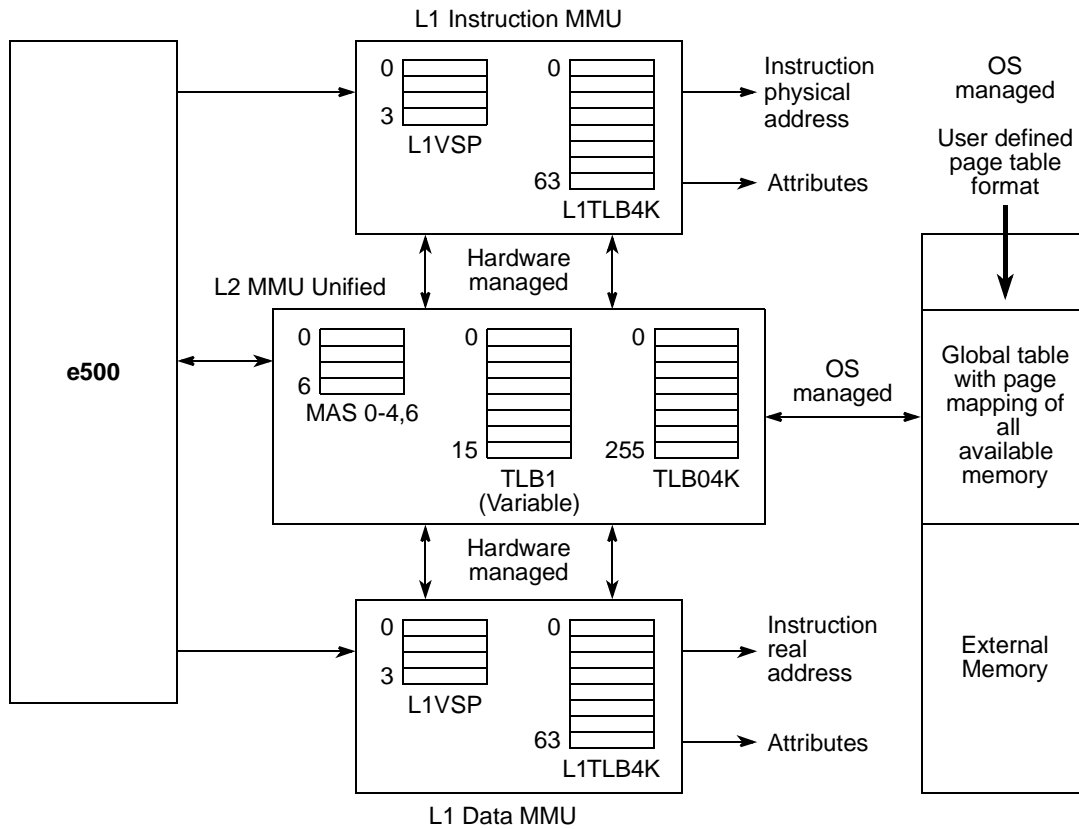 L1 Instruction MMU
0
3
L1VSP
0
63
L1TLB4K
Instruction
physical
address
Attributes
OS
managed
User defined
page table
format
Hardware
managed
L2 MMU Unified
e500
0
6
MAS 0-4,6
0
15
TLB1
(Variable)
0
255
TLB04K
OS
managed
Global table
with page
mapping of
all
available
memory
Hardware
managed
0
3
L1VSP
0
63
L1TLB4K
Instruction
real
address
Attributes
External
Memory
L1 Data MMU